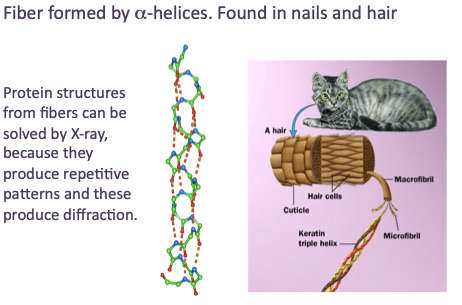 Fiber formed by α-helices. Found in nails and hair
Protein structures
from fibers can be
solved by X-ray,
because they
produce repetitive
patterns and these
produce diffraction.
A hair
Macrofibril
Hair cells
Cuticle
Keratin
triple helix
Microfibril